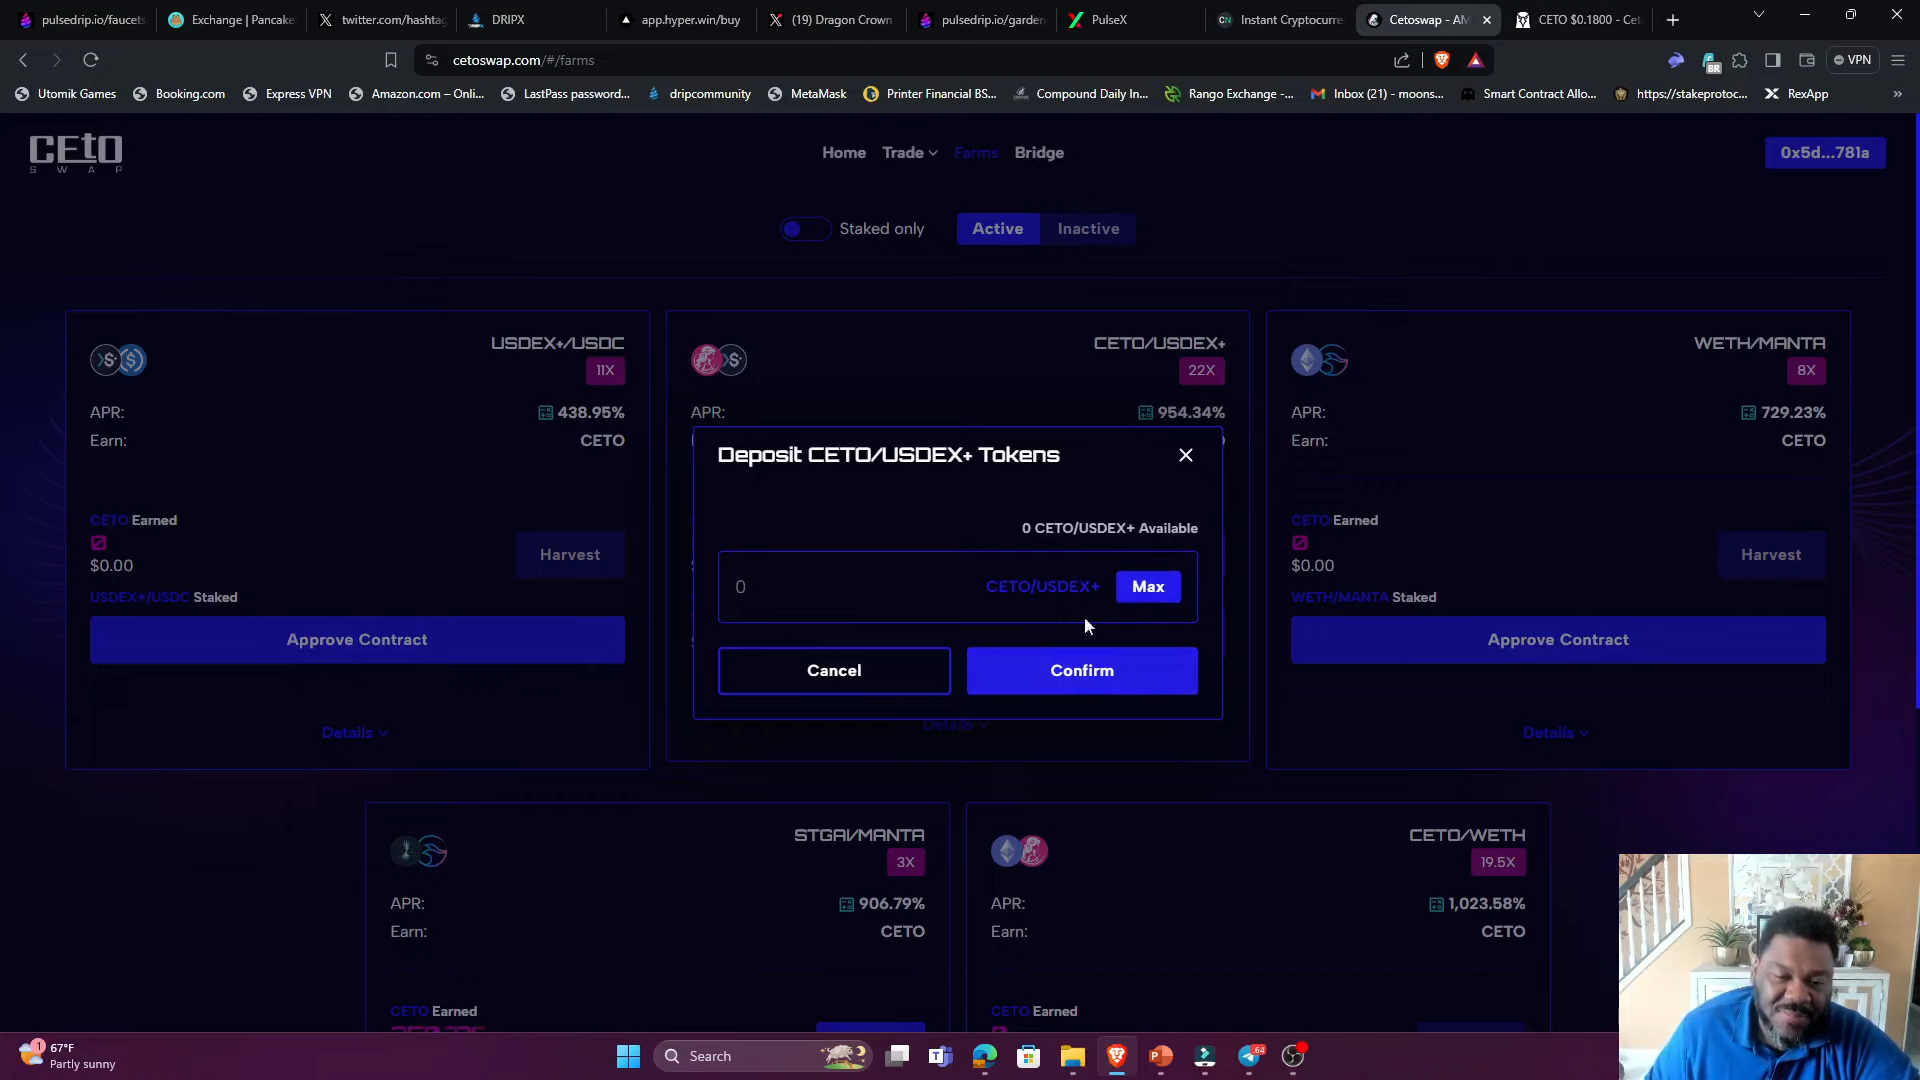 pulsedrip.io/faucets
Exchange | Pancake
twitter.com/hashtag
DRIPX
app.hyper.win/buy
(19) Dragon Crown
pulsedrip.io/garden
PulseX
Instant Cryptocurre
Cetoswap - AM
CETO $0.1800 - Cet
cetoswap.com/#/farms
VPN
Utomik Games
Booking.com
Express VPN
Amazon.com – Onli...
LastPass password...
dripcommunity
MetaMask
Printer Financial BS...
Compound Daily In...
Rango Exchange -...
Inbox (21) - moons...
Smart Contract Allo...
https://stakeprotoc...
RexApp
CETO
SWAP
Home
Trade
Farms
Bridge
0x5d...781a
Staked only
Active
Inactive
USDEX+/USDC
11X
APR:
438.95%
Earn:
CETO
CETO Earned
$0.00
Harvest
USDEX+/USDC Staked
Approve Contract
Details
CETO/USDEX+
22X
APR:
954.34%
Deposit CETO/USDEX+ Tokens
0 CETO/USDEX+ Available
0
CETO/USDEX+
Max
Cancel
Confirm
Details
WETH/MANTA
8X
APR:
729.23%
Earn:
CETO
CETO Earned
$0.00
Harvest
WETH/MANTA Staked
Approve Contract
Details
STGAI/MANTA
3X
APR:
906.79%
Earn:
CETO
CETO Earned
CETO/WETH
19.5X
APR:
1,023.58%
Earn:
CETO
CETO Earned
1
67°F
Partly sunny
Search
64